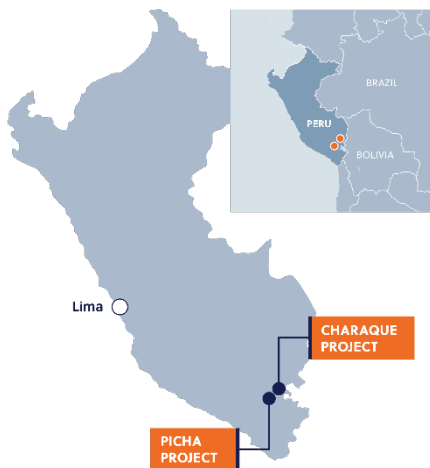 BRAZIL
PERU
BOLIVIA
Lima
CHARAQUE
PROJECT
PICHA
PROJECT